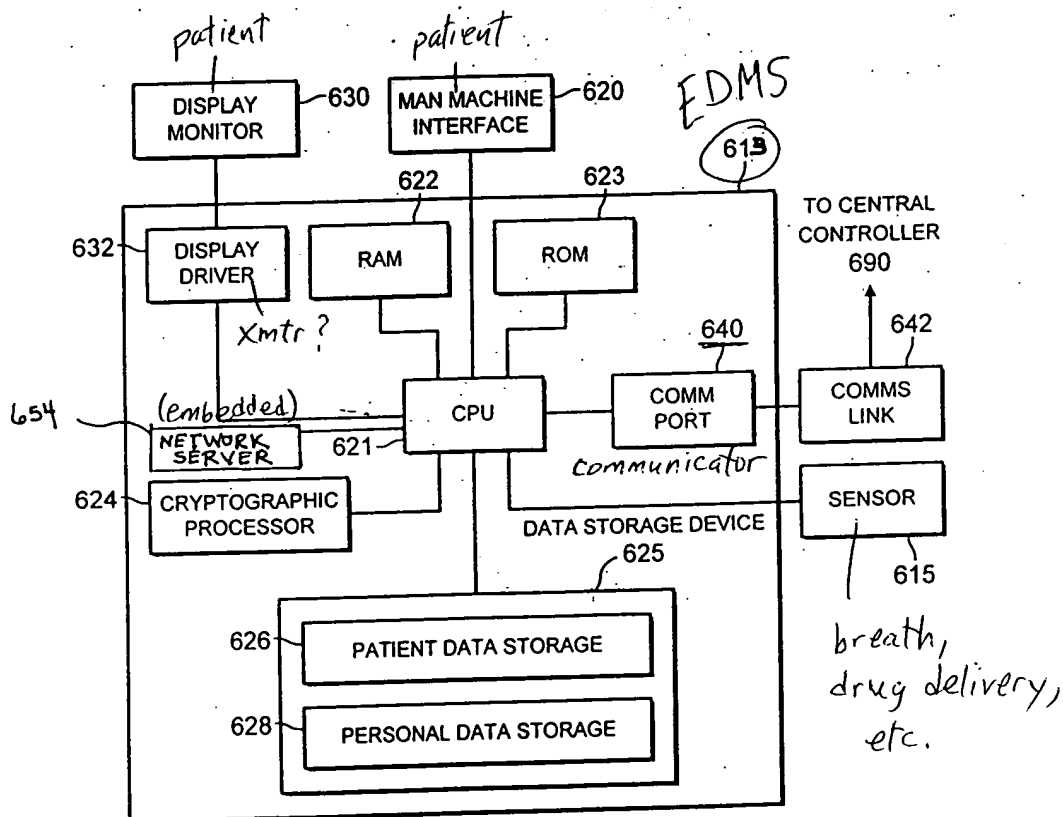 patient
patient
DISPLAY
MONITOR
630
MAN MACHINE
INTERFACE
620
EDMS
613
622
623
TO CENTRAL
CONTROLLER
690
632
DISPLAY
DRIVER
RAM
ROM
Xmtr?
640
642
(embedded)
CPU
COMM
PORT
COMMS
LINK
654
NETWORK
SERVER
621
communicator
624
CRYPTOGRAPHIC
PROCESSOR
DATA STORAGE DEVICE
SENSOR
625
615
626
PATIENT DATA STORAGE
breath,
drug delivery,
etc.
628
PERSONAL DATA STORAGE